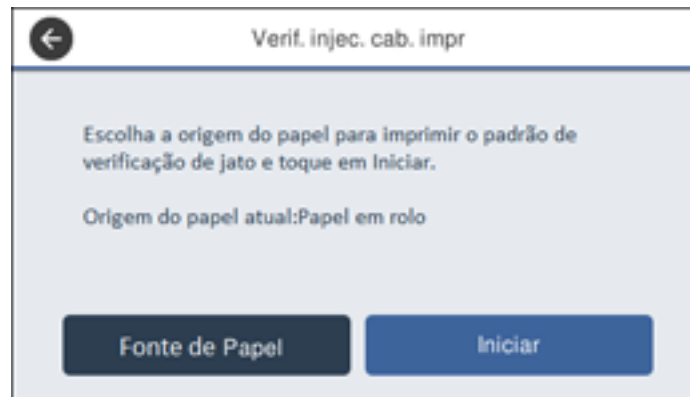 Verif. injec. cab. impr
Escolha a origem do papel para imprimir o padrão de
verificação de jato e toque em Iniciar.
Origem do papel atual:Papel em rolo
Fonte de Papel
Iniciar